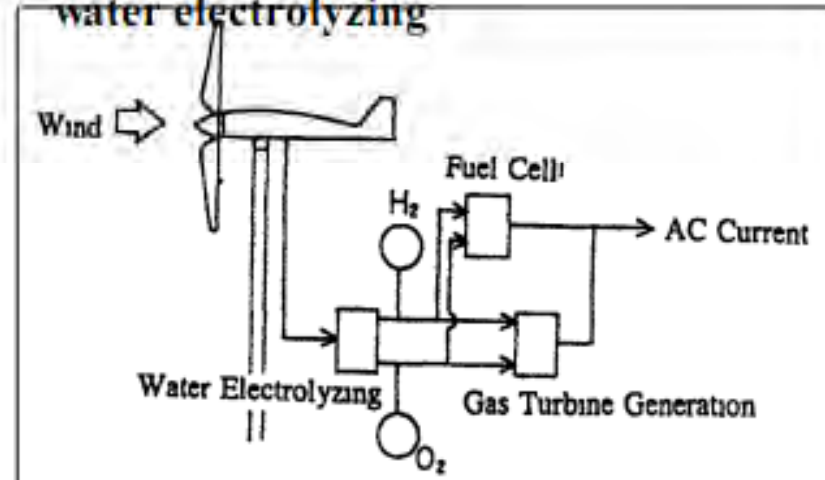 water electrolyzing
Wind
Fuel Cell
H₂
AC Current
Water Electrolyzing
Gas Turbine Generation
O₂